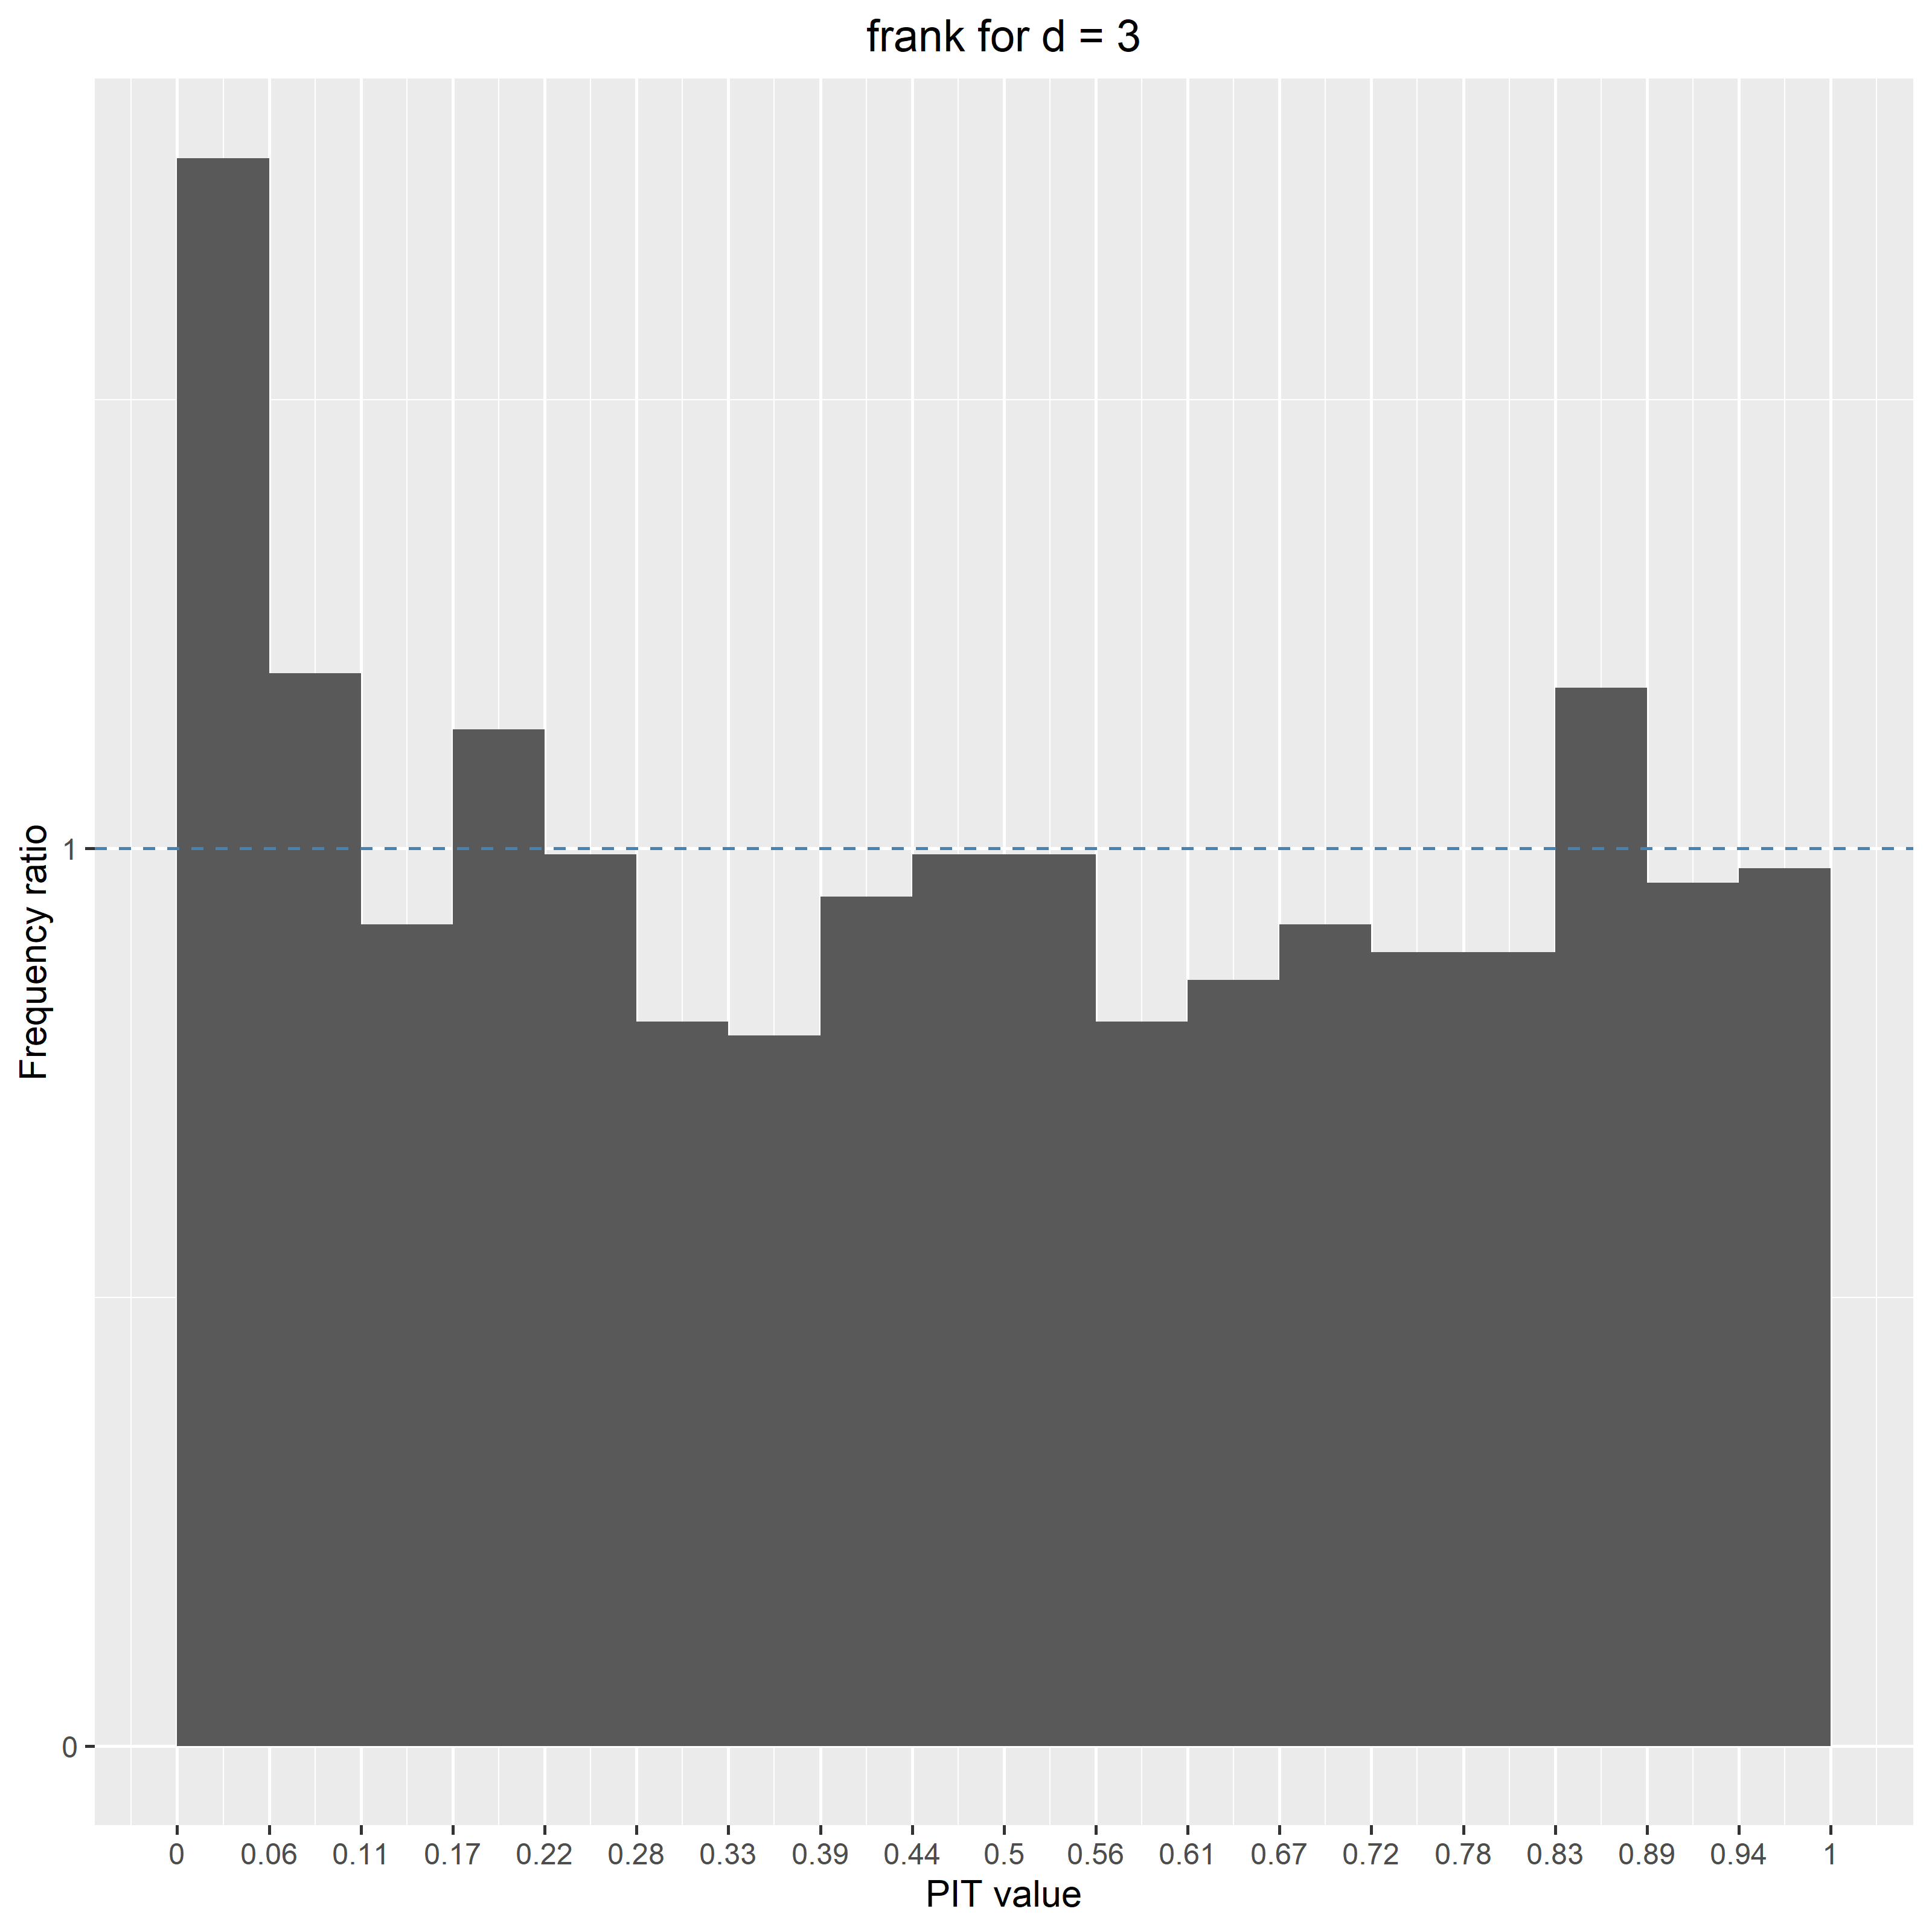 frank for d = 3
Frequency ratio
1
0
0 0.06 0.11 0.17 0.22 0.28 0.33 0.39 0.44 0.5 0.56 0.61 0.67 0.72 0.78 0.83 0.89 0.94 1
PIT value